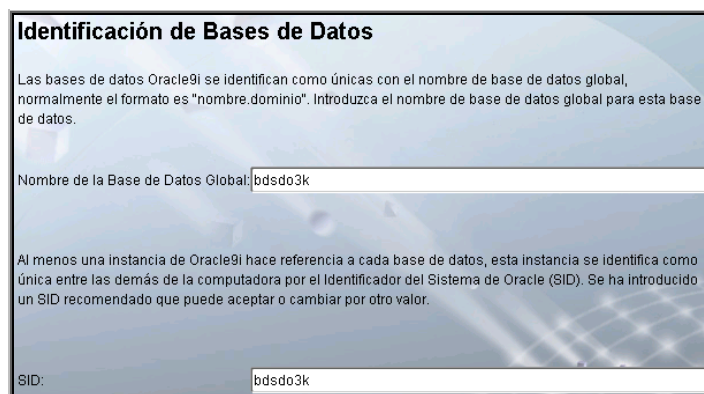 Identificación de Bases de Datos
Las bases de datos Oracle9i se identifican como únicas con el nombre de base de datos global,
normalmente el formato es "nombre.dominio". Introduzca el nombre de base de datos global para esta base
de datos.
Nombre de la Base de Datos Global: bdsdo3k
Al menos una instancia de Oracle9i hace referencia a cada base de datos, esta instancia se identifica como
única entre las demás de la computadora por el Identificador del Sistema de Oracle (SID). Se ha introducido
un SID recomendado que puede aceptar o cambiar por otro valor.
SID: bdsdo3k